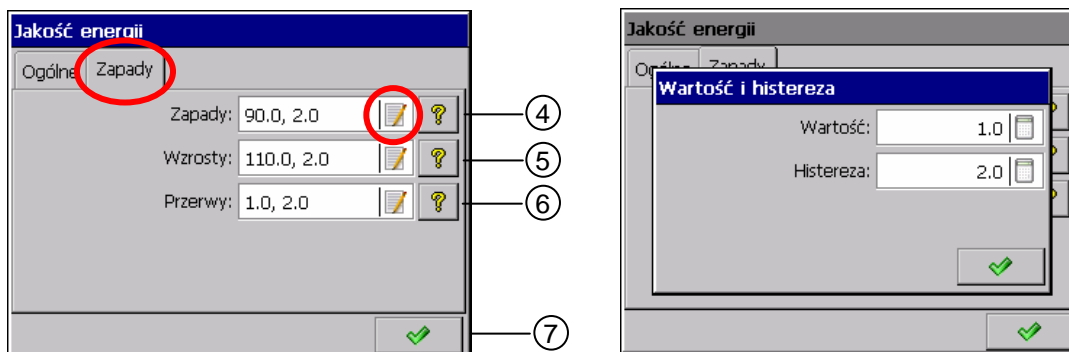 Jakość energii
Ogólne Zapady
Zapady: 90.0, 2.0 ? 4
Wzrosty: 110.0, 2.0 ? 5
Przerwy: 1.0, 2.0 ? 6
7
Jakość energii
Ogólne Zapady
Wartość i histereza
Wartość: 1.0
Histereza: 2.0